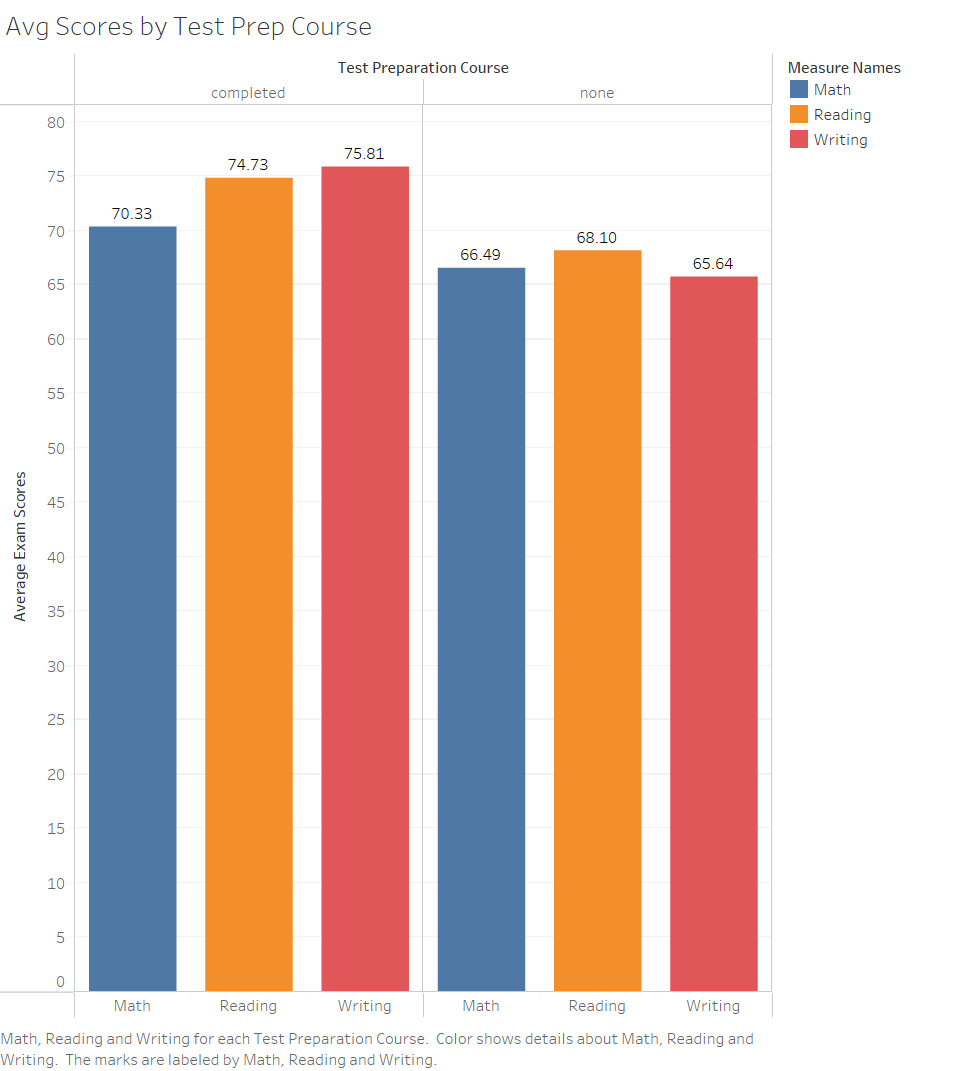 Avg Scores by Test Prep Course
Test Preparation Course
completed none
Measure Names
Math
Reading
Writing
80
75
70
65
60
55
50
45
40
35
30
25
20
15
10
5
0
Average Exam Scores
70.33
74.73
75.81
66.49
68.10
65.64
Math Reading Writing Math Reading Writing
Math, Reading and Writing for each Test Preparation Course.  Color shows details about Math, Reading and
Writing.  The marks are labeled by Math, Reading and Writing.